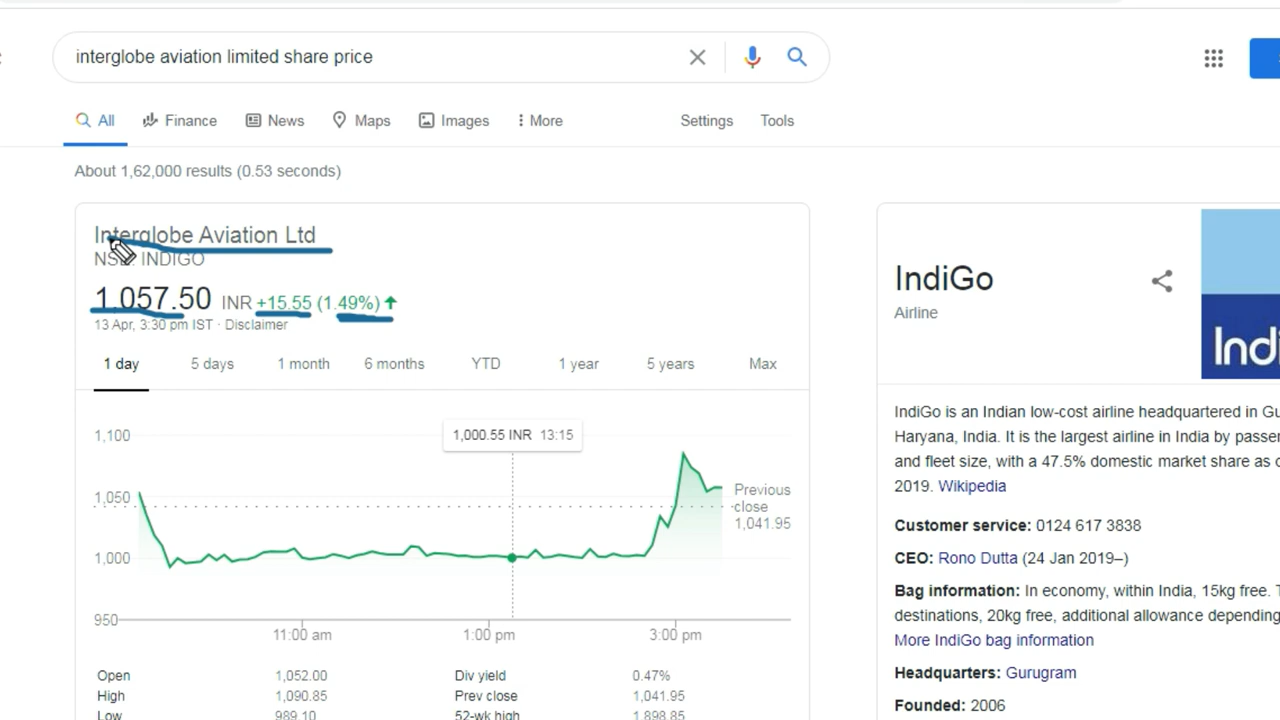 interglobe aviation limited share price
All Finance News Maps Images More Settings Tools
About 1,62,000 results (0.53 seconds)
Interglobe Aviation Ltd
NSE: INDIGO
1,057.50 INR +15.55 (1.49%)
13 Apr, 3:30 pm IST · Disclaimer
1 day 5 days 1 month 6 months YTD 1 year 5 years Max
1,000.55 INR 13:15
1,100
1,050
1,000
950
Previous
close
1,041.95
11:00 am 1:00 pm 3:00 pm
Open 1,052.00 Div yield 0.47%
High 1,090.85 Prev close 1,041.95
Low 989.10 52-wk high 1,898.85
IndiGo
Airline
Indi
IndiGo is an Indian low-cost airline headquartered in Gu
Haryana, India. It is the largest airline in India by passe
and fleet size, with a 47.5% domestic market share as o
2019. Wikipedia
Customer service: 0124 617 3838
CEO: Rono Dutta (24 Jan 2019–)
Bag information: In economy, within India, 15kg free. T
destinations, 20kg free, additional allowance depending
More IndiGo bag information
Headquarters: Gurugram
Founded: 2006